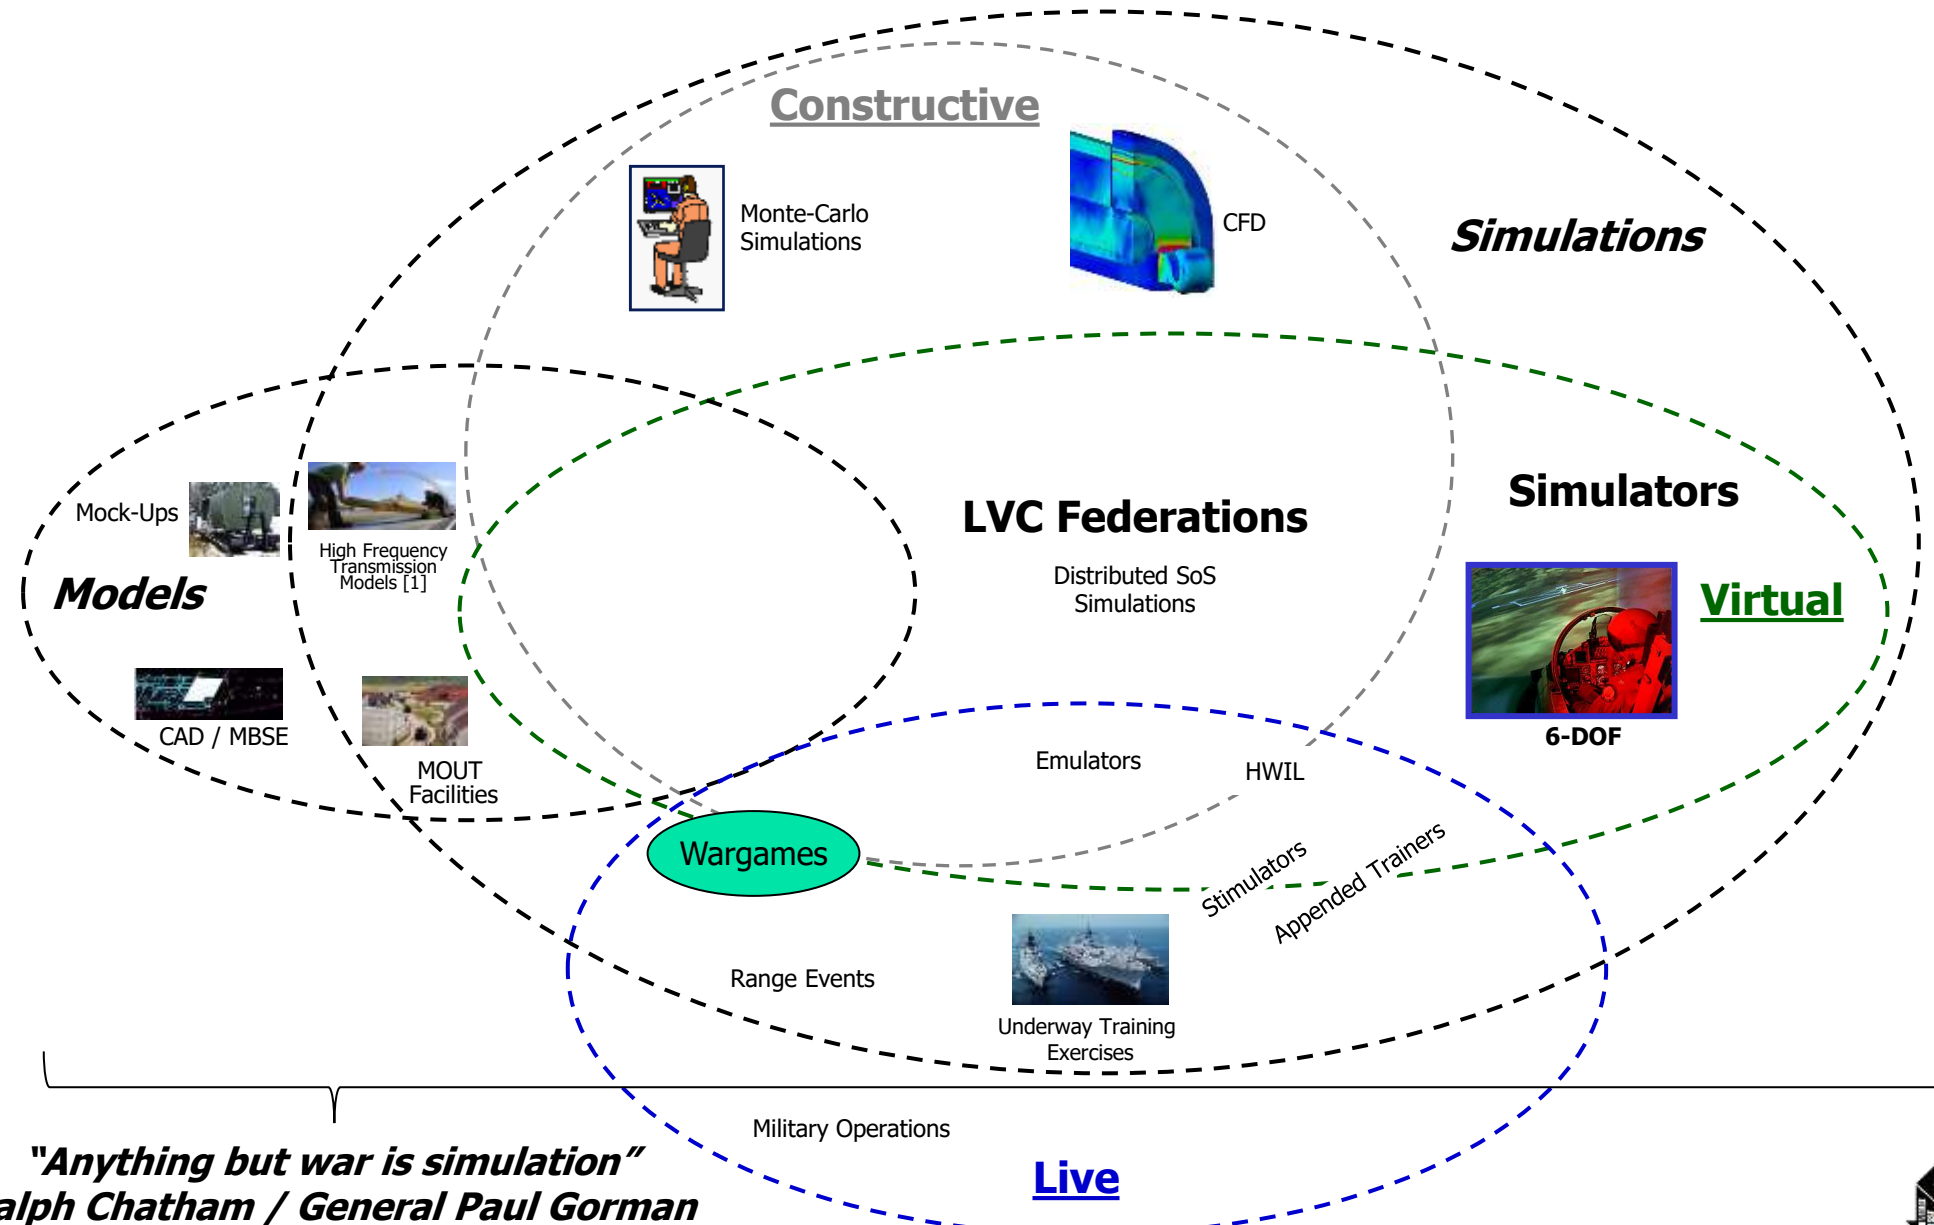 Constructive
Monte-Carlo
Simulations
CFD
Simulations
Mock-Ups
High Frequency
Transmission
Models [1]
Models
LVC Federations
Distributed SoS
Simulations
Simulators
Virtual
6-DOF
CAD / MBSE
MOUT
Facilities
Emulators
HWIL
Wargames
Stimulators
Appended Trainers
Range Events
Underway Training
Exercises
Military Operations
Live
“Anything but war is simulation”
alph Chatham / General Paul Gorman